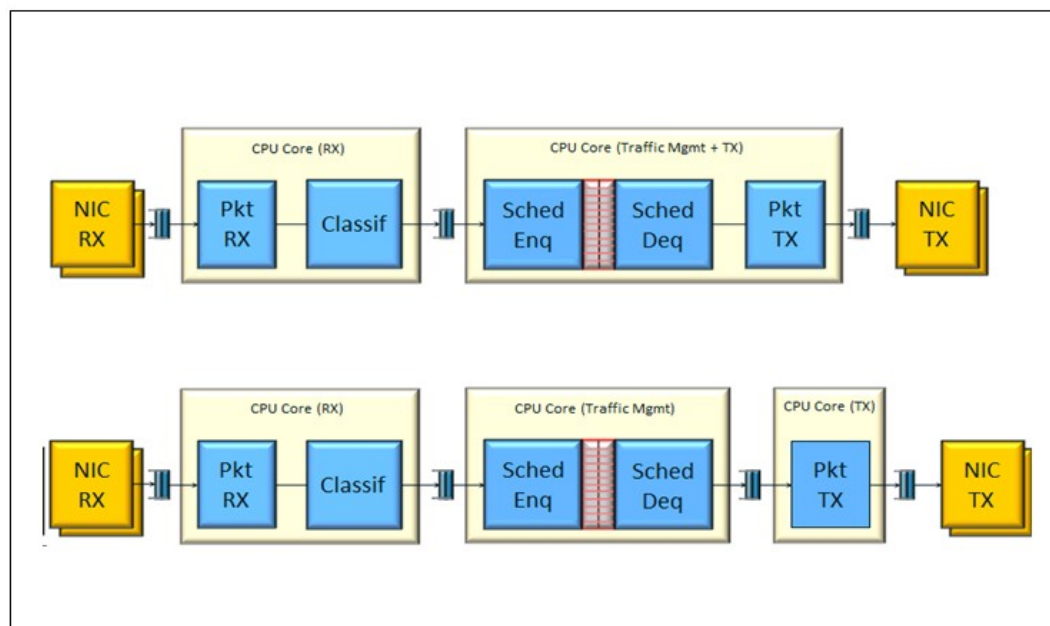 CPU Core (RX)
CPU Core (Traffic Mgmt + TX)
NIC
RX
Pkt
RX
Classif
Sched
Enq
Sched
Deq
Pkt
TX
NIC
TX
CPU Core (RX)
CPU Core (Traffic Mgmt)
CPU Core (TX)
NIC
RX
Pkt
RX
Classif
Sched
Enq
Sched
Deq
Pkt
TX
NIC
TX